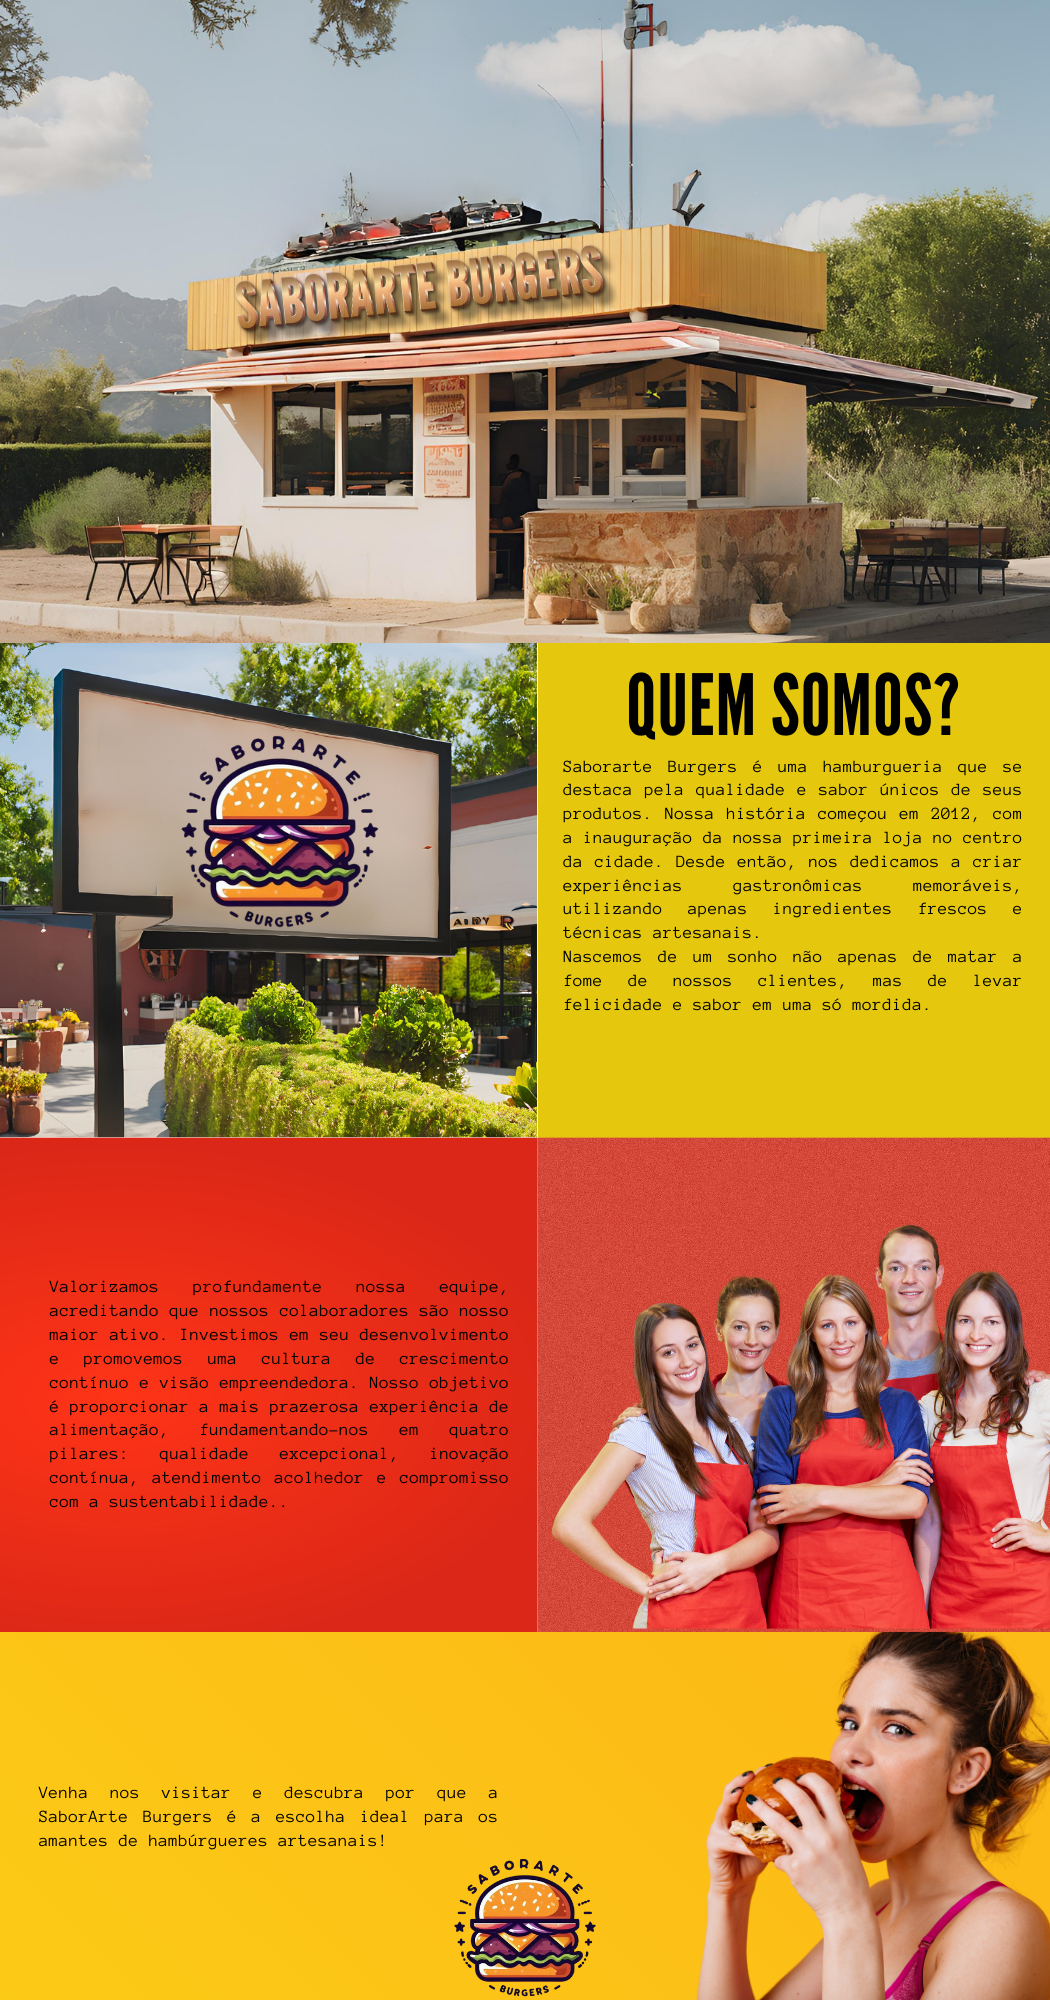 SABORARTE BURGERS
SABORARTE
BURGERS
QUEM SOMOS?
Saborarte Burgers é uma hamburgueria que se
destaca pela qualidade e sabor únicos de seus
produtos. Nossa história começou em 2012, com
a inauguração da nossa primeira loja no centro
da cidade. Desde então, nos dedicamos a criar
experiências gastronômicas memoráveis,
utilizando apenas ingredientes frescos e
técnicas artesanais.
Nascemos de um sonho não apenas de matar a
fome de nossos clientes, mas de levar
felicidade e sabor em uma só mordida.
Valorizamos profundamente nossa equipe,
acreditando que nossos colaboradores são nosso
maior ativo. Investimos em seu desenvolvimento
e promovemos uma cultura de crescimento
contínuo e visão empreendedora. Nosso objetivo
é proporcionar a mais prazerosa experiência de
alimentação, fundamentando-nos em quatro
pilares: qualidade excepcional, inovação
contínua, atendimento acolhedor e compromisso
com a sustentabilidade..
Venha nos visitar e descubra por que a
SaborArte Burgers é a escolha ideal para os
amantes de hambúrgueres artesanais!
SABORARTE
BURGERS